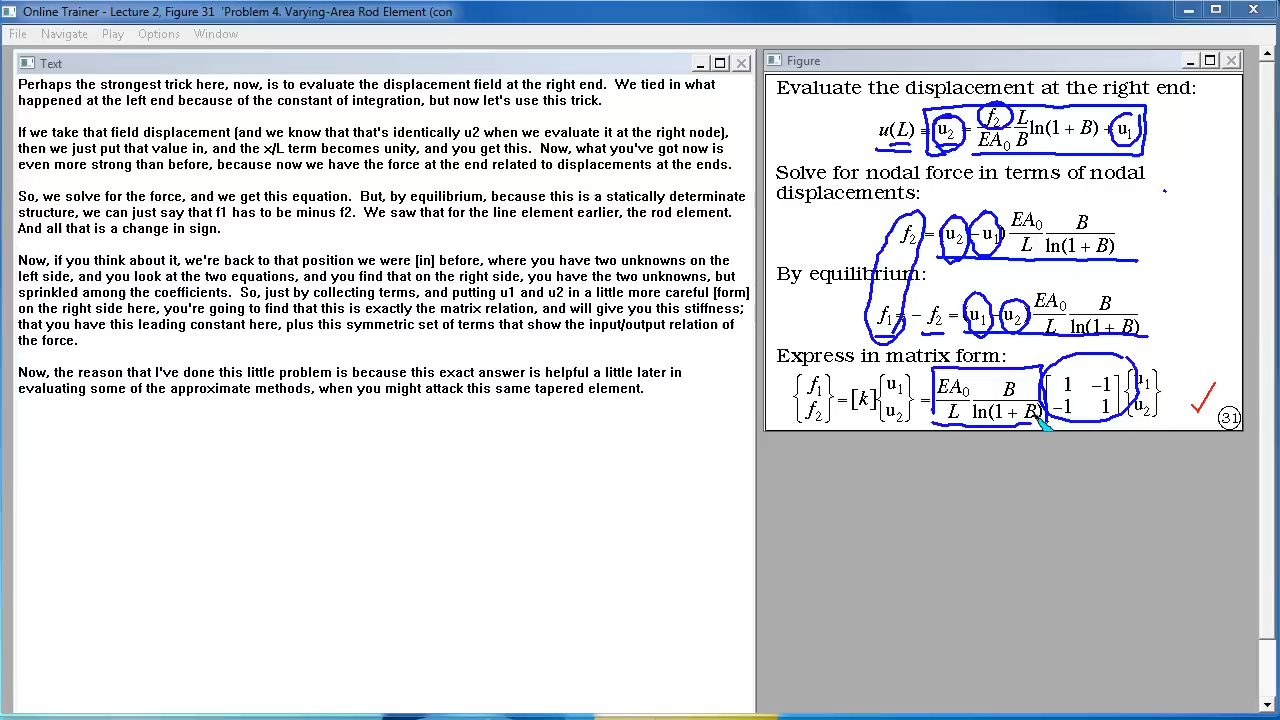 Online Trainer - Lecture 2, Figure 31 'Problem 4. Varying-Area Rod Element (con
File Navigate Play Options Window
Text
Perhaps the strongest trick here, now, is to evaluate the displacement field at the right end. We tied in what
happened at the left end because of the constant of integration, but now let's use this trick.
If we take that field displacement (and we know that that's identically u2 when we evaluate it at the right node),
then we just put that value in, and the x/L term becomes unity, and you get this. Now, what you've got now is
even more strong than before, because now we have the force at the end related to displacements at the ends.
So, we solve for the force, and we get this equation. But, by equilibrium, because this is a statically determinate
structure, we can just say that f1 has to be minus f2. We saw that for the line element earlier, the rod element.
And all that is a change in sign.
Now, if you think about it, we're back to that position we were [in] before, where you have two unknowns on the
left side, and you look at the two equations, and you find that on the right side, you have the two unknowns, but
sprinkled among the coefficients. So, just by collecting terms, and putting u1 and u2 in a little more careful [form]
on the right side here, you're going to find that this is exactly the matrix relation, and will give you this stiffness;
that you have this leading constant here, plus this symmetric set of terms that show the input/output relation of
the force.
Now, the reason that I've done this little problem is because this exact answer is helpful a little later in
evaluating some of the approximate methods, when you might attack this same tapered element.
Figure
Evaluate the displacement at the right end:
u(L) = u₂ = f₂/EA₀ L/B ln(1 + B) + u₁
Solve for nodal force in terms of nodal
displacements:
f₂ = (u₂ − u₁) EA₀/L B/ln(1 + B)
By equilibrium:
f₁ = − f₂ = (u₁ − u₂) EA₀/L B/ln(1 + B)
Express in matrix form:
{f₁ f₂} = [k]{u₁ u₂} = EA₀/L B/ln(1 + B) [1 −1 −1 1]{u₁ u₂}
31